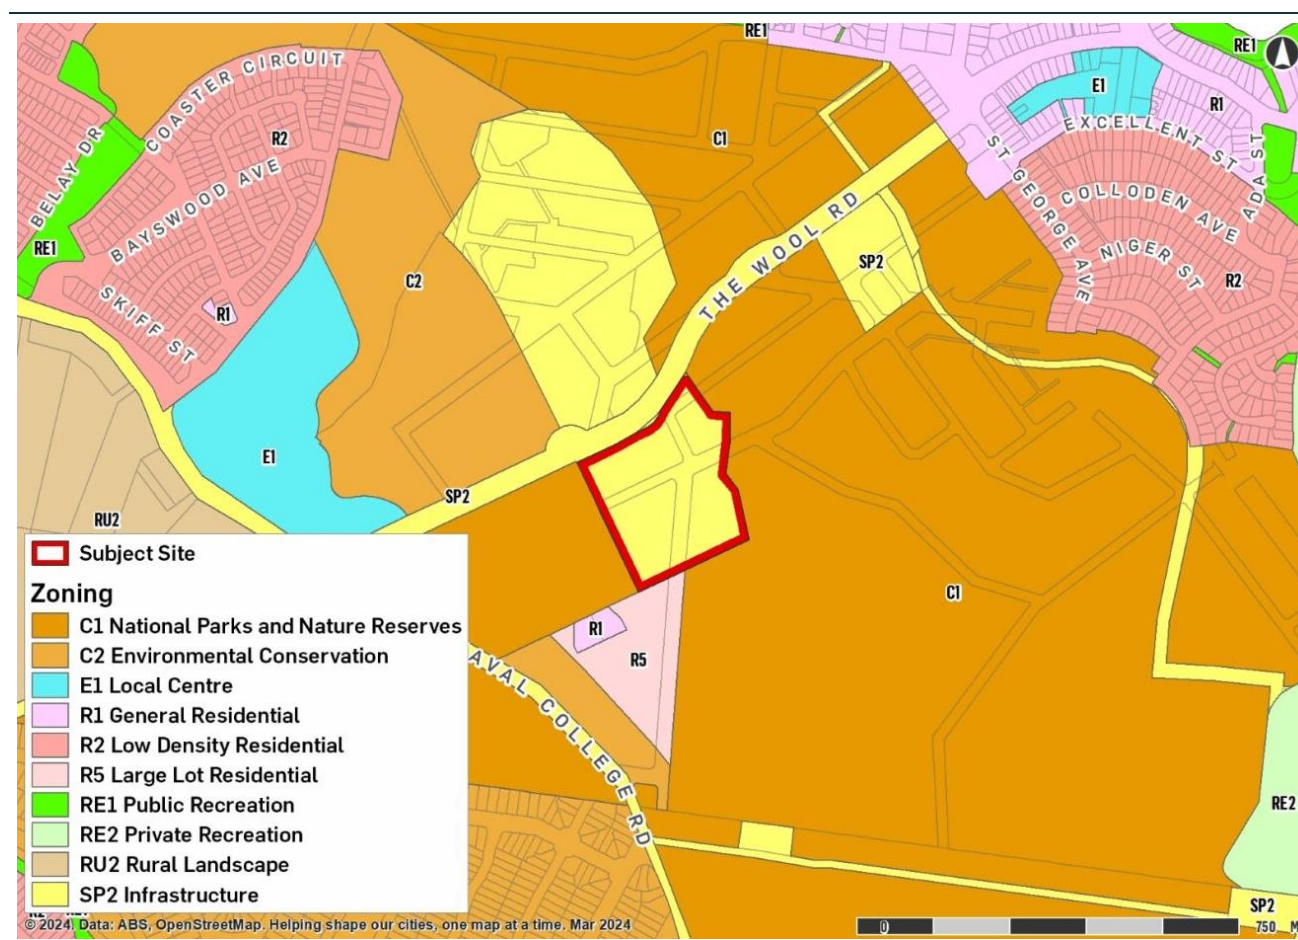 RE1
RE1
COASTER CIRCUIT
R2
BELAY DR
BAYSWOOD AVE
RE1
SKIFF ST
R1
C2
C1
E1
R1
EXCELLENT ST
ST GEORGE AVE
COLLODEN AVE
ADA ST
NIGER ST
R2
THE WOOL RD
SP2
E1
SP2
RU2
C1
R1
R5
AVAL COLLEGE RD
RE2
SP2
Subject Site
Zoning
C1 National Parks and Nature Reserves
C2 Environmental Conservation
E1 Local Centre
R1 General Residential
R2 Low Density Residential
R5 Large Lot Residential
RE1 Public Recreation
RE2 Private Recreation
RU2 Rural Landscape
SP2 Infrastructure
© 2024. Data: ABS, OpenStreetMap. Helping shape our cities, one map at a time. Mar 2024
0 750 M